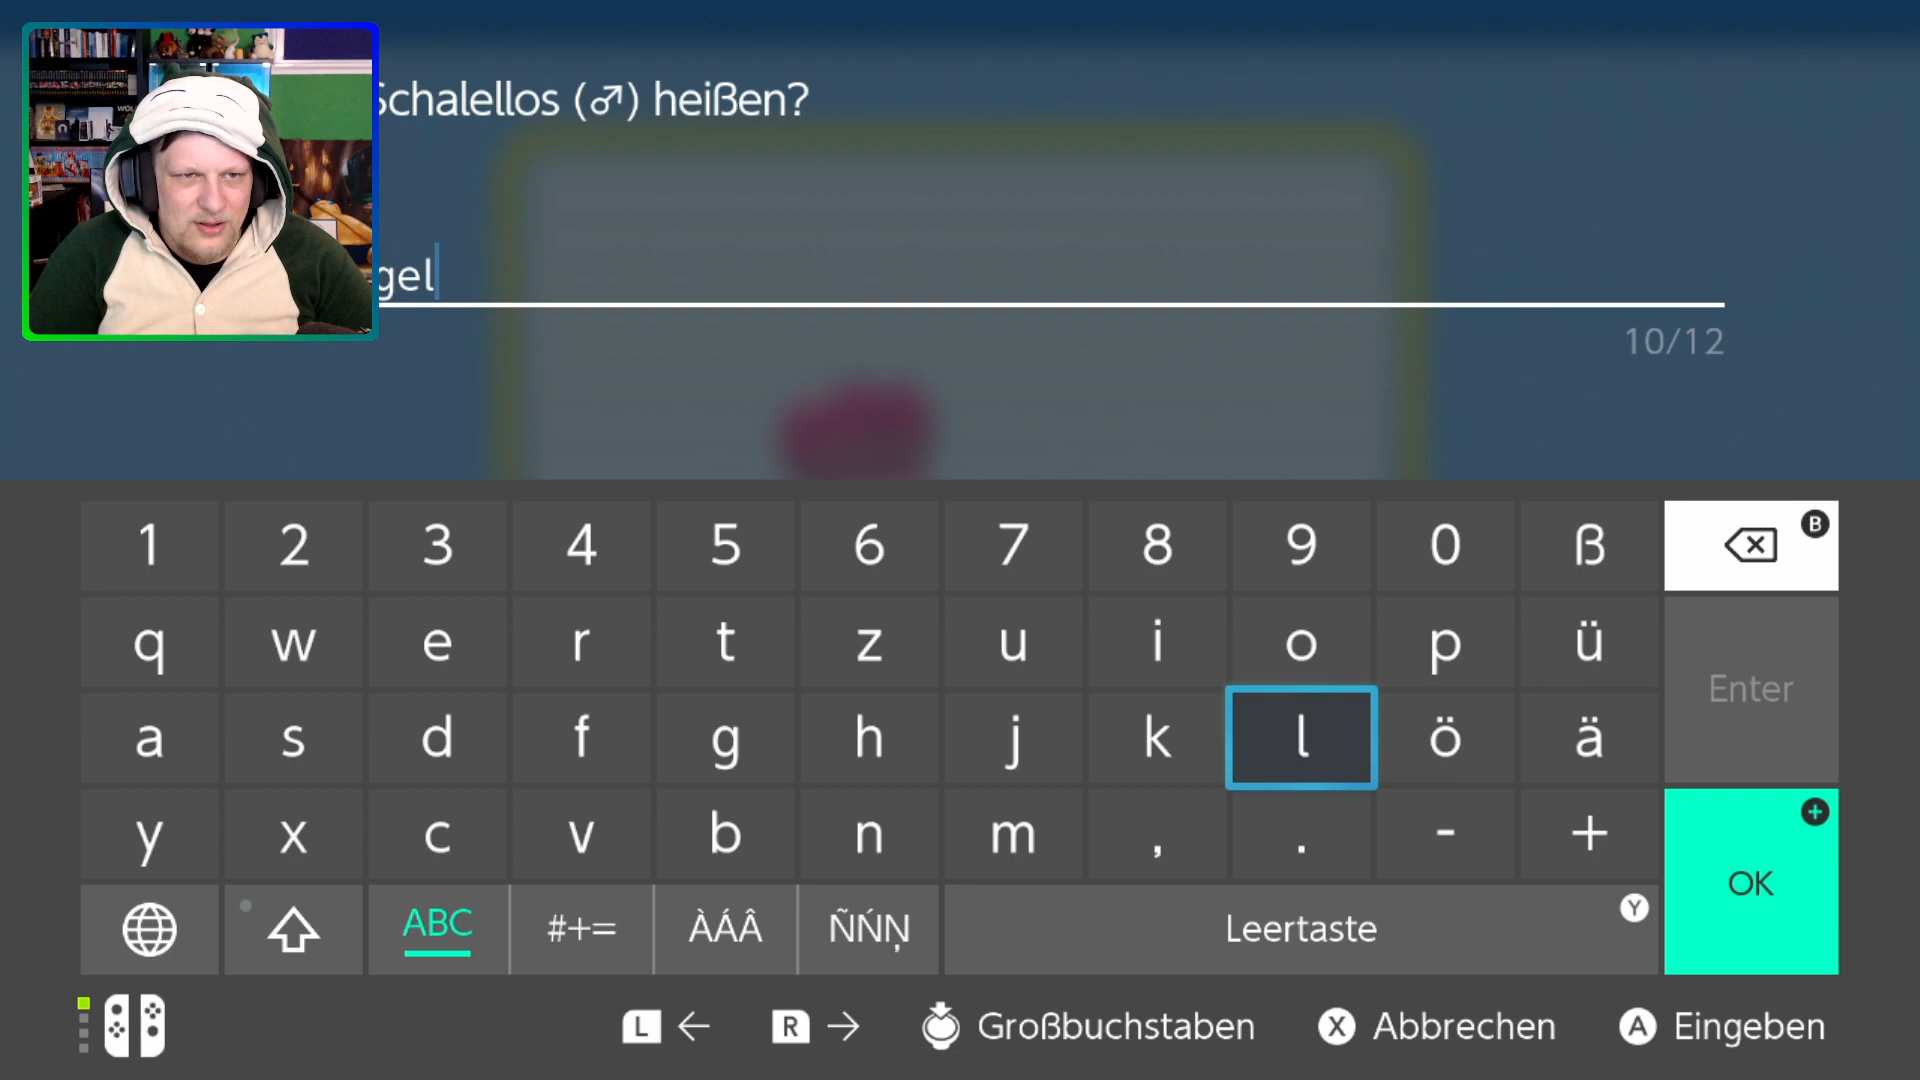 Schalellos (♂) heißen?
gel
10/12
1 2 3 4 5 6 7 8 9 0 ß B
q w e r t z u i o p ü
Enter
a s d f g h j k l ö ä
y x c v b n m , . - +
OK
ABC #+= ÀÁÂ ÑŃŅ Leertaste Y
L ← R → Großbuchstaben X Abbrechen A Eingeben